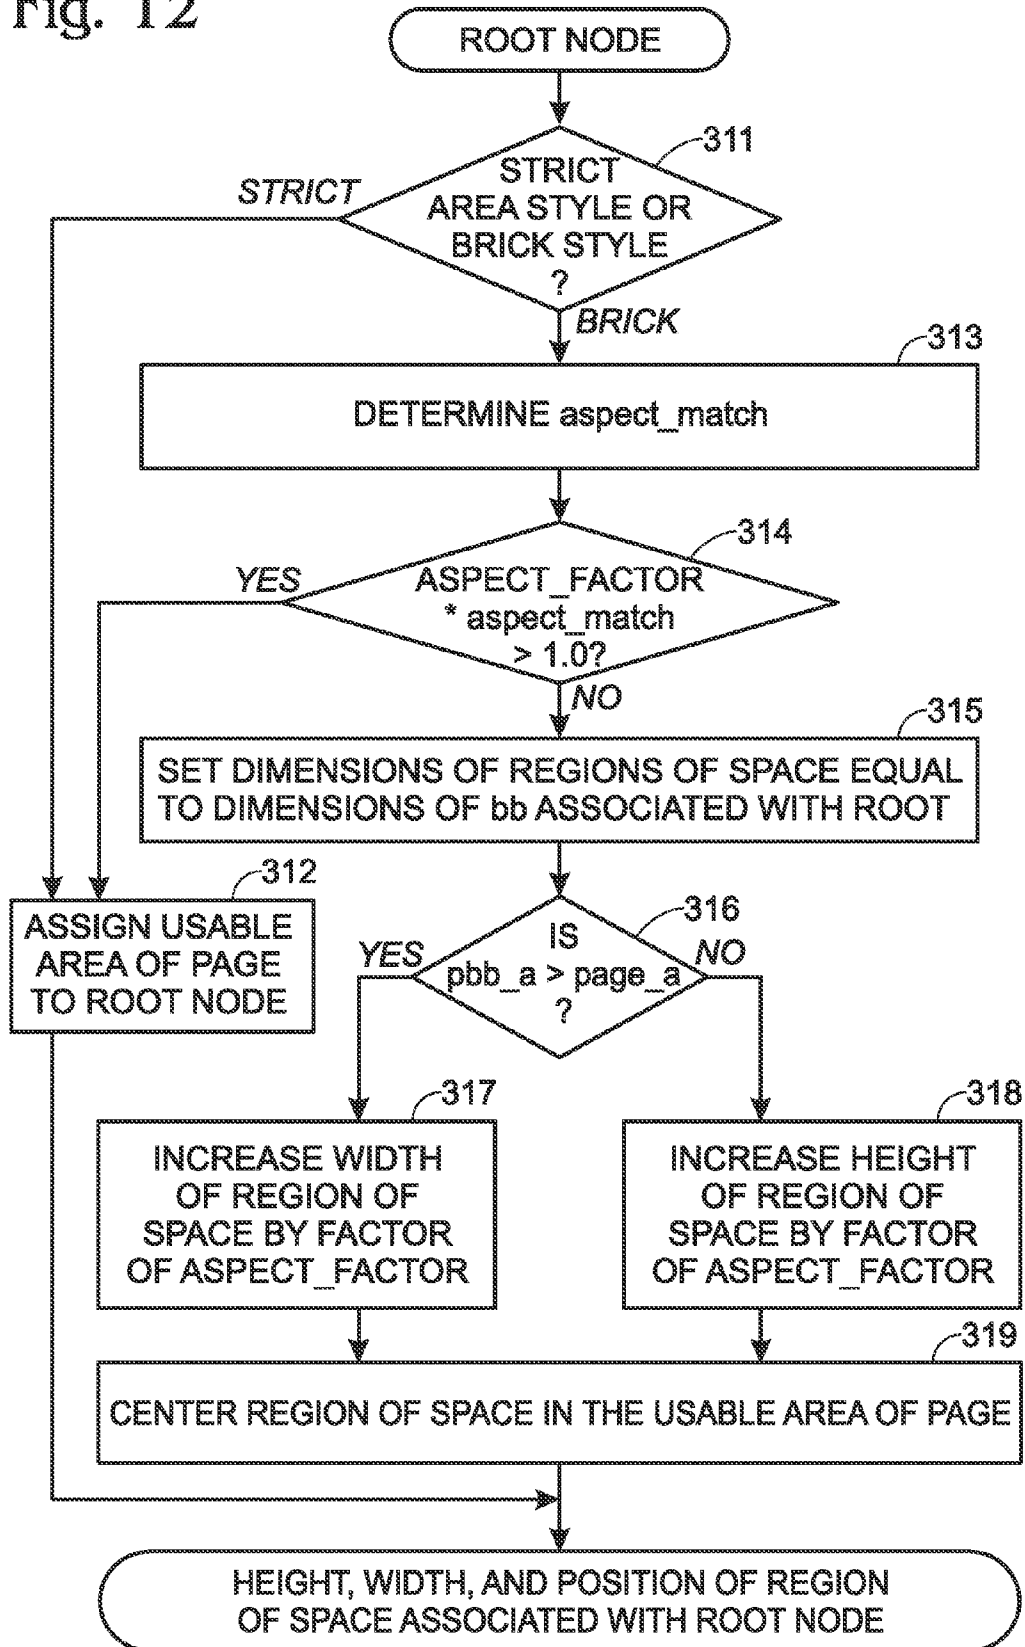 Fig. 12
ROOT NODE
311
STRICT
STRICT
AREA STYLE OR
BRICK STYLE
?
BRICK
313
DETERMINE aspect_match
314
YES
ASPECT_FACTOR
* aspect_match
> 1.0?
NO
315
SET DIMENSIONS OF REGIONS OF SPACE EQUAL
TO DIMENSIONS OF bb ASSOCIATED WITH ROOT
312
ASSIGN USABLE
AREA OF PAGE
TO ROOT NODE
316
YES
IS
pbb_a > page_a
?
NO
317
INCREASE WIDTH
OF REGION OF
SPACE BY FACTOR
OF ASPECT_FACTOR
318
INCREASE HEIGHT
OF REGION OF
SPACE BY FACTOR
OF ASPECT_FACTOR
319
CENTER REGION OF SPACE IN THE USABLE AREA OF PAGE
HEIGHT, WIDTH, AND POSITION OF REGION
OF SPACE ASSOCIATED WITH ROOT NODE